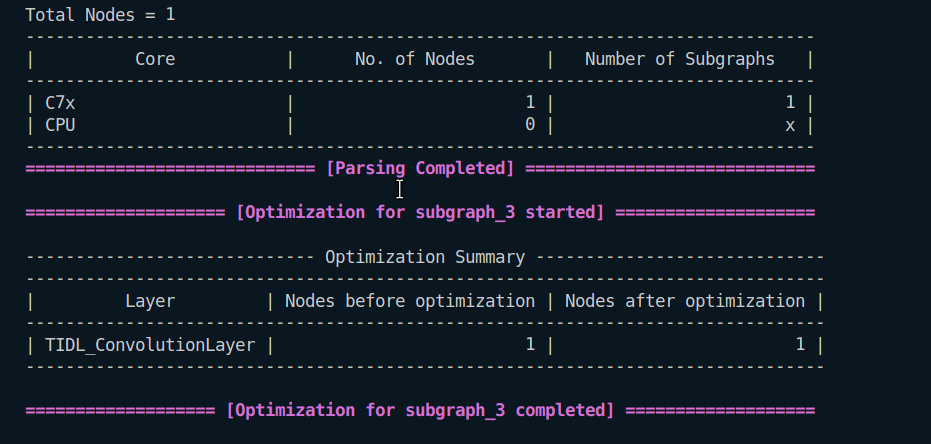 Total Nodes = 1
-------------------------------------------------------------------------------
|          Core           |      No. of Nodes       |   Number of Subgraphs   |
-------------------------------------------------------------------------------
| C7x                     |                       1 |                       1 |
| CPU                     |                       0 |                       x |
-------------------------------------------------------------------------------
============================= [Parsing Completed] =============================
==================== [Optimization for subgraph_3 started] ====================
----------------------------- Optimization Summary -----------------------------
--------------------------------------------------------------------------------
|         Layer         | Nodes before optimization | Nodes after optimization |
--------------------------------------------------------------------------------
| TIDL_ConvolutionLayer |                         1 |                        1 |
--------------------------------------------------------------------------------
=================== [Optimization for subgraph_3 completed] ===================